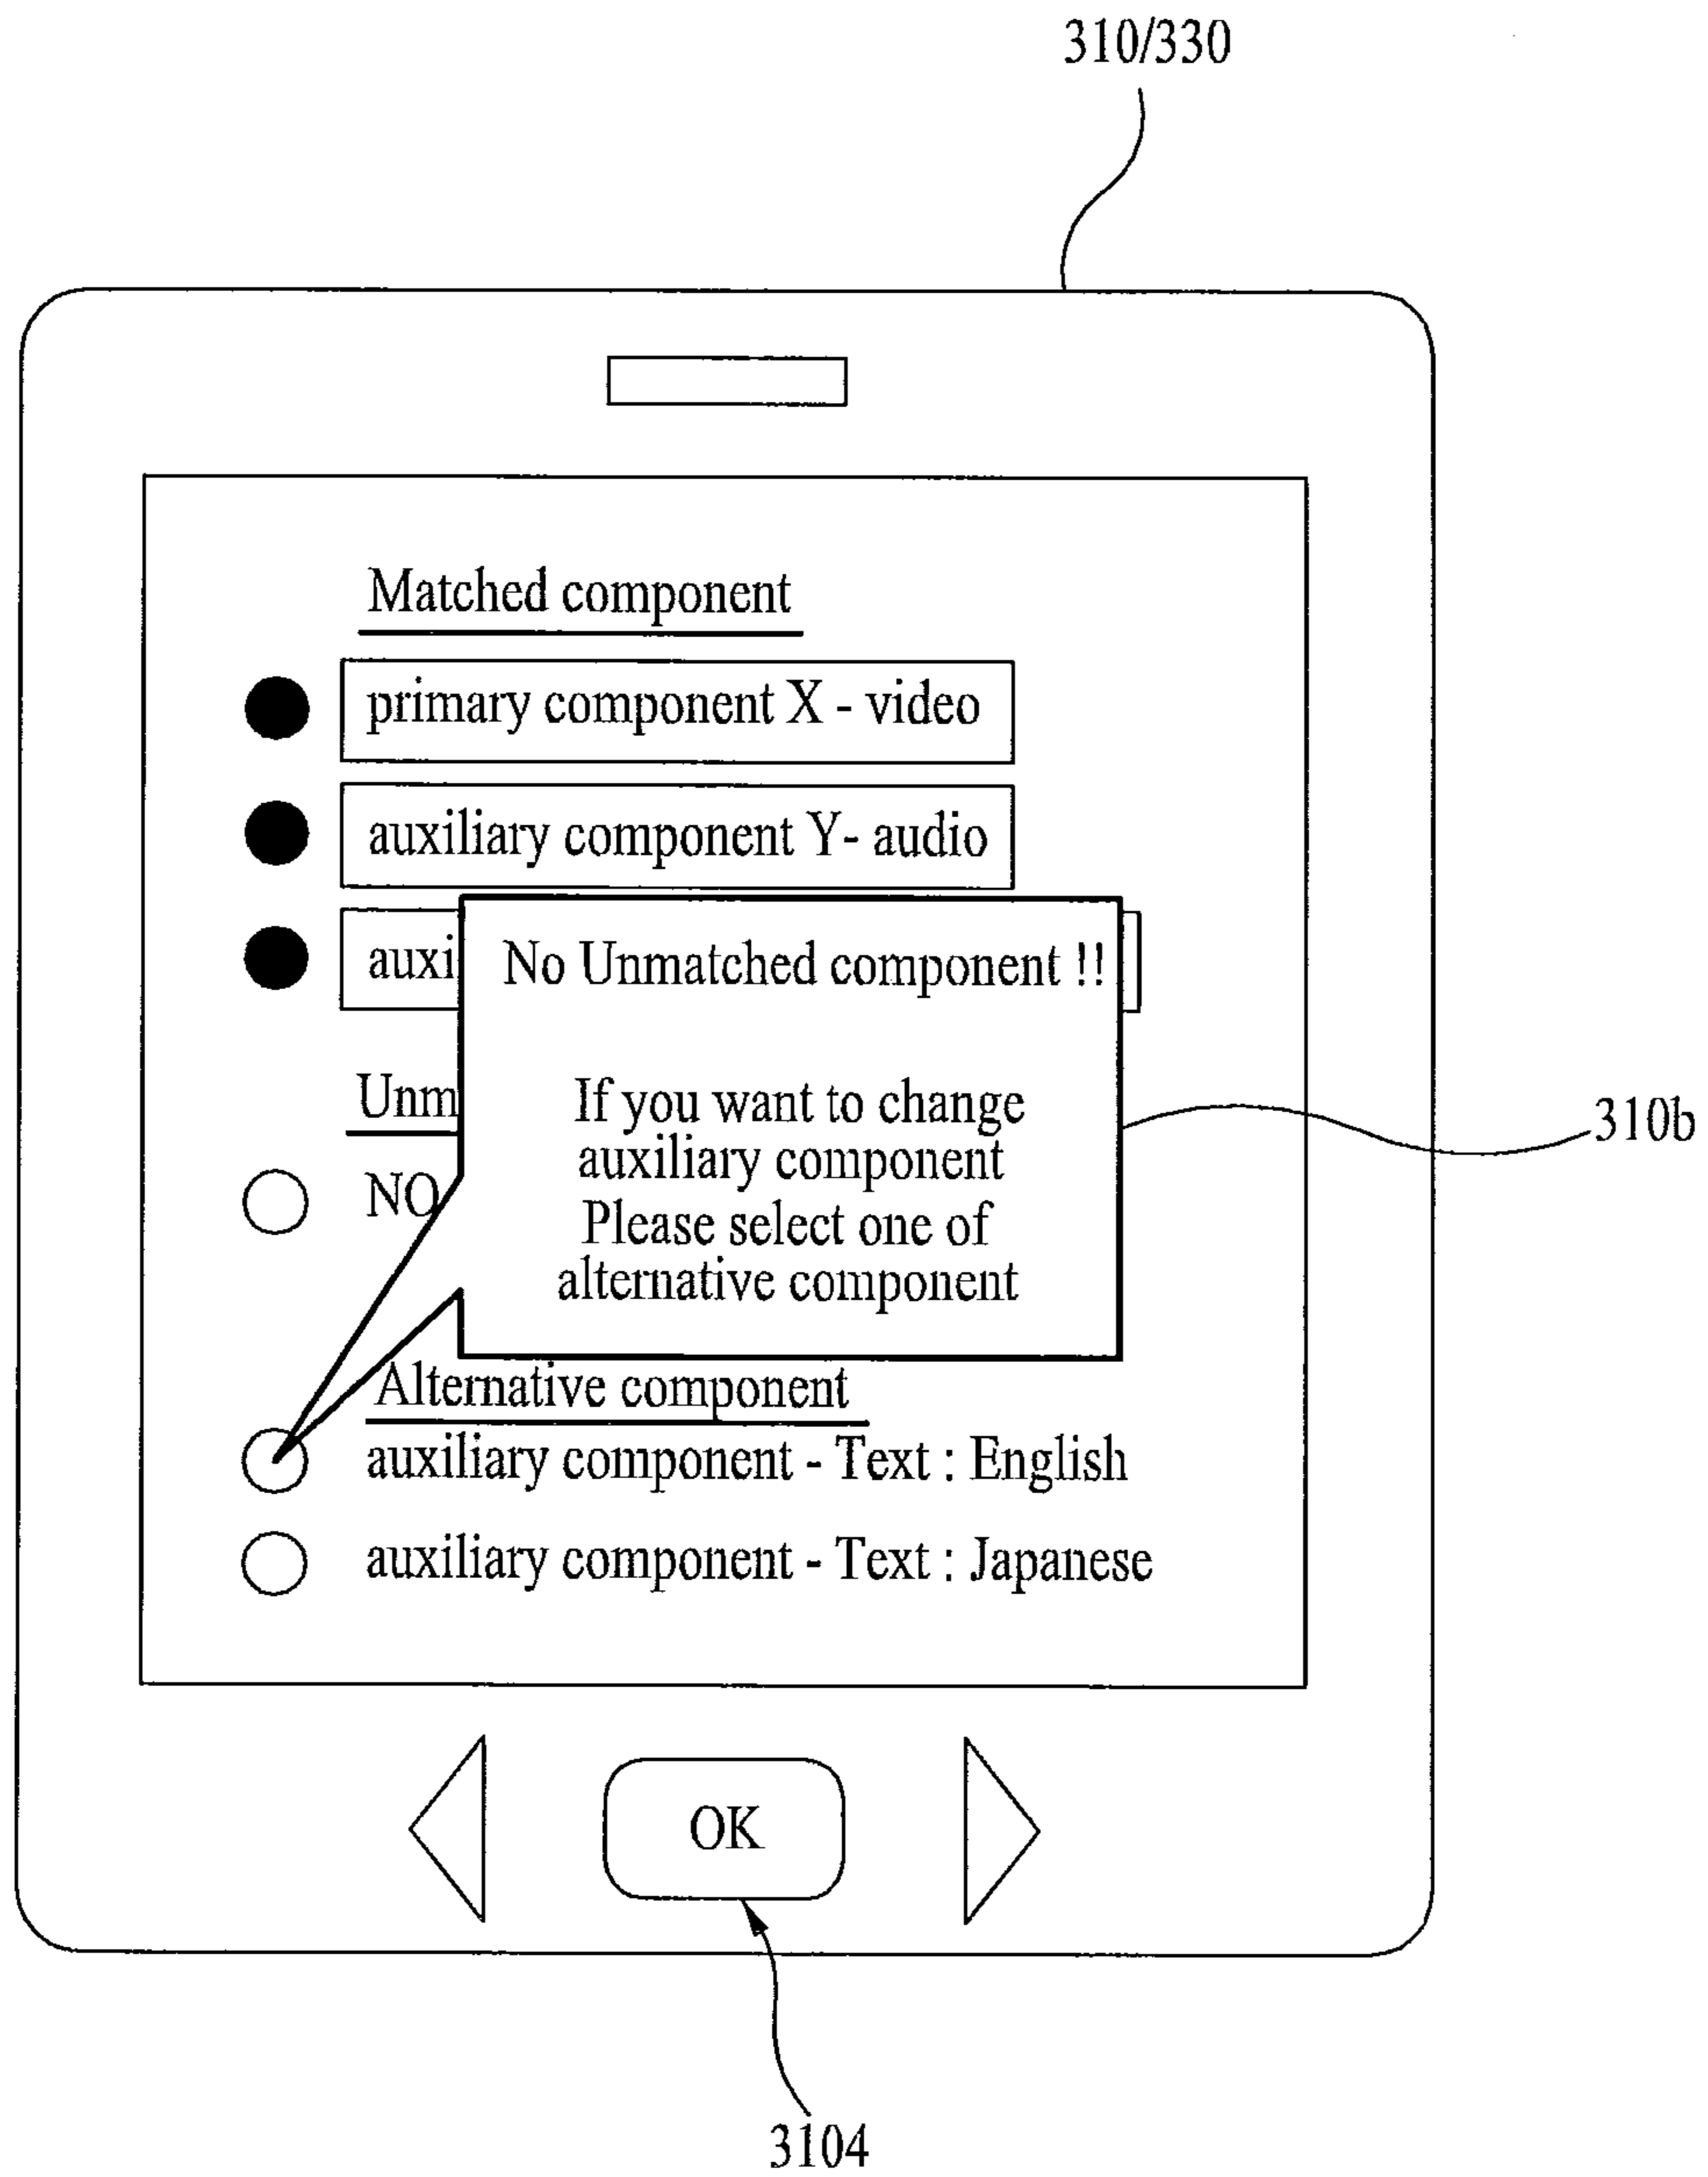 310/330
Matched component
primary component X - video
auxiliary component Y- audio
auxi
No Unmatched component !!
Unm
If you want to change
auxiliary component
Please select one of
alternative component
310b
NO
Alternative component
auxiliary component - Text : English
auxiliary component - Text : Japanese
OK
3104